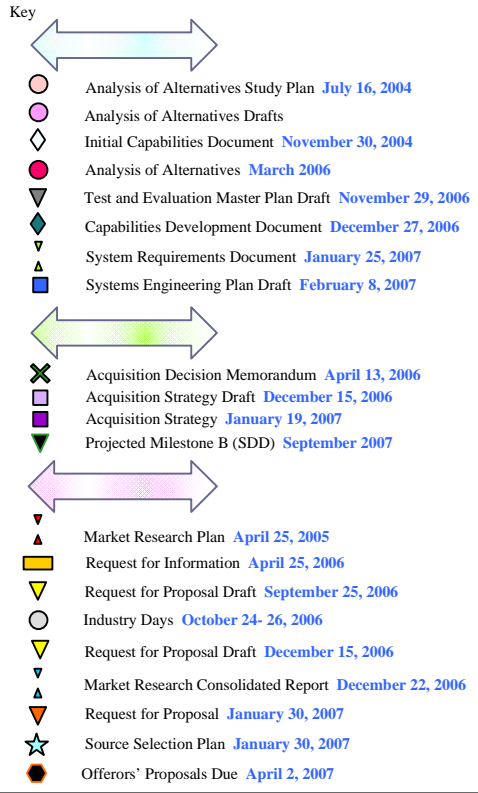 Key
Analysis of Alternatives Study Plan July 16, 2004
Analysis of Alternatives Drafts
Initial Capabilities Document November 30, 2004
Analysis of Alternatives March 2006
Test and Evaluation Master Plan Draft November 29, 2006
Capabilities Development Document December 27, 2006
System Requirements Document January 25, 2007
Systems Engineering Plan Draft February 8, 2007
Acquisition Decision Memorandum April 13, 2006
Acquisition Strategy Draft December 15, 2006
Acquisition Strategy January 19, 2007
Projected Milestone B (SDD) September 2007
Market Research Plan April 25, 2005
Request for Information April 25, 2006
Request for Proposal Draft September 25, 2006
Industry Days October 24- 26, 2006
Request for Proposal Draft December 15, 2006
Market Research Consolidated Report December 22, 2006
Request for Proposal January 30, 2007
Source Selection Plan January 30, 2007
Offerors' Proposals Due April 2, 2007